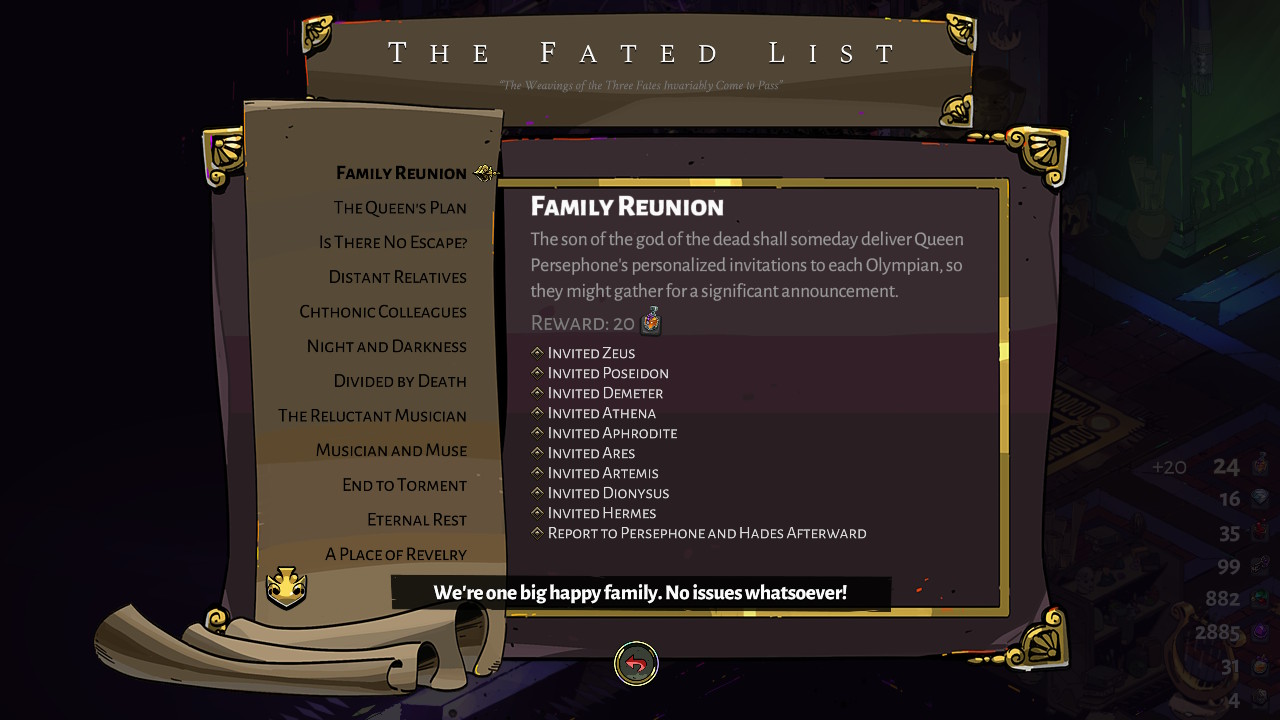 THE FATED LIST
"The Weavings of the Three Fates Invariably Come to Pass"
FAMILY REUNION
THE QUEEN'S PLAN
IS THERE NO ESCAPE?
DISTANT RELATIVES
CHTHONIC COLLEAGUES
NIGHT AND DARKNESS
DIVIDED BY DEATH
THE RELUCTANT MUSICIAN
MUSICIAN AND MUSE
END TO TORMENT
ETERNAL REST
A PLACE OF REVELRY
FAMILY REUNION
The son of the god of the dead shall someday deliver Queen
Persephone's personalized invitations to each Olympian, so
they might gather for a significant announcement.
REWARD: 20
INVITED ZEUS
INVITED POSEIDON
INVITED DEMETER
INVITED ATHENA
INVITED APHRODITE
INVITED ARES
INVITED ARTEMIS
INVITED DIONYSUS
INVITED HERMES
REPORT TO PERSEPHONE AND HADES AFTERWARD
We're one big happy family. No issues whatsoever!
+20 24
16
35
99
882
2885
31
4